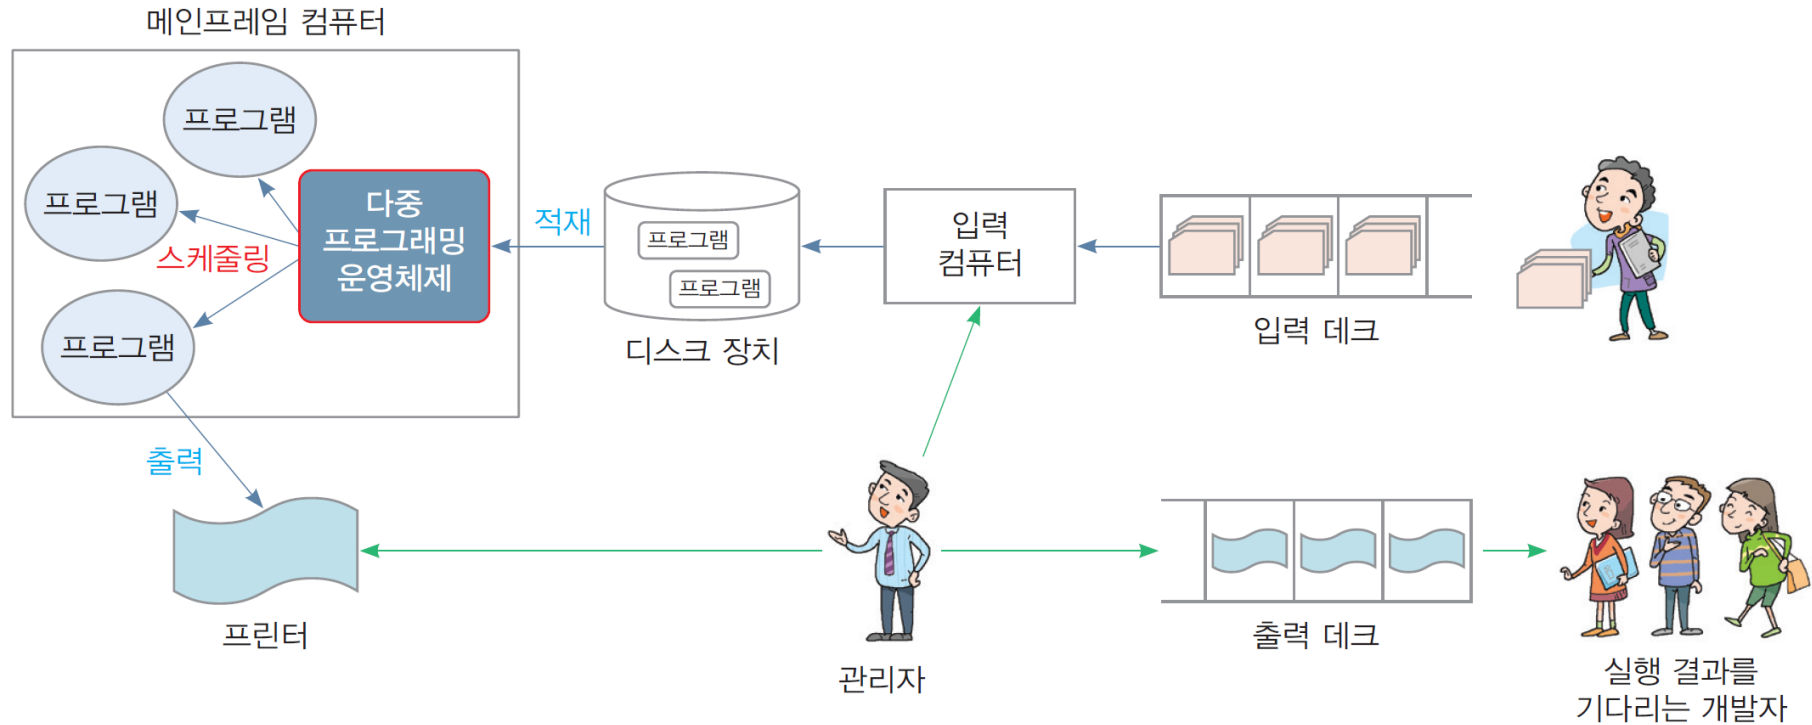 메인프레임 컴퓨터
프로그램
프로그램
프로그램
스케줄링
다중
프로그래밍
운영체제
적재
프로그램
프로그램
디스크 장치
입력
컴퓨터
입력 데크
출력
프린터
관리자
출력 데크
실행 결과를
기다리는 개발자